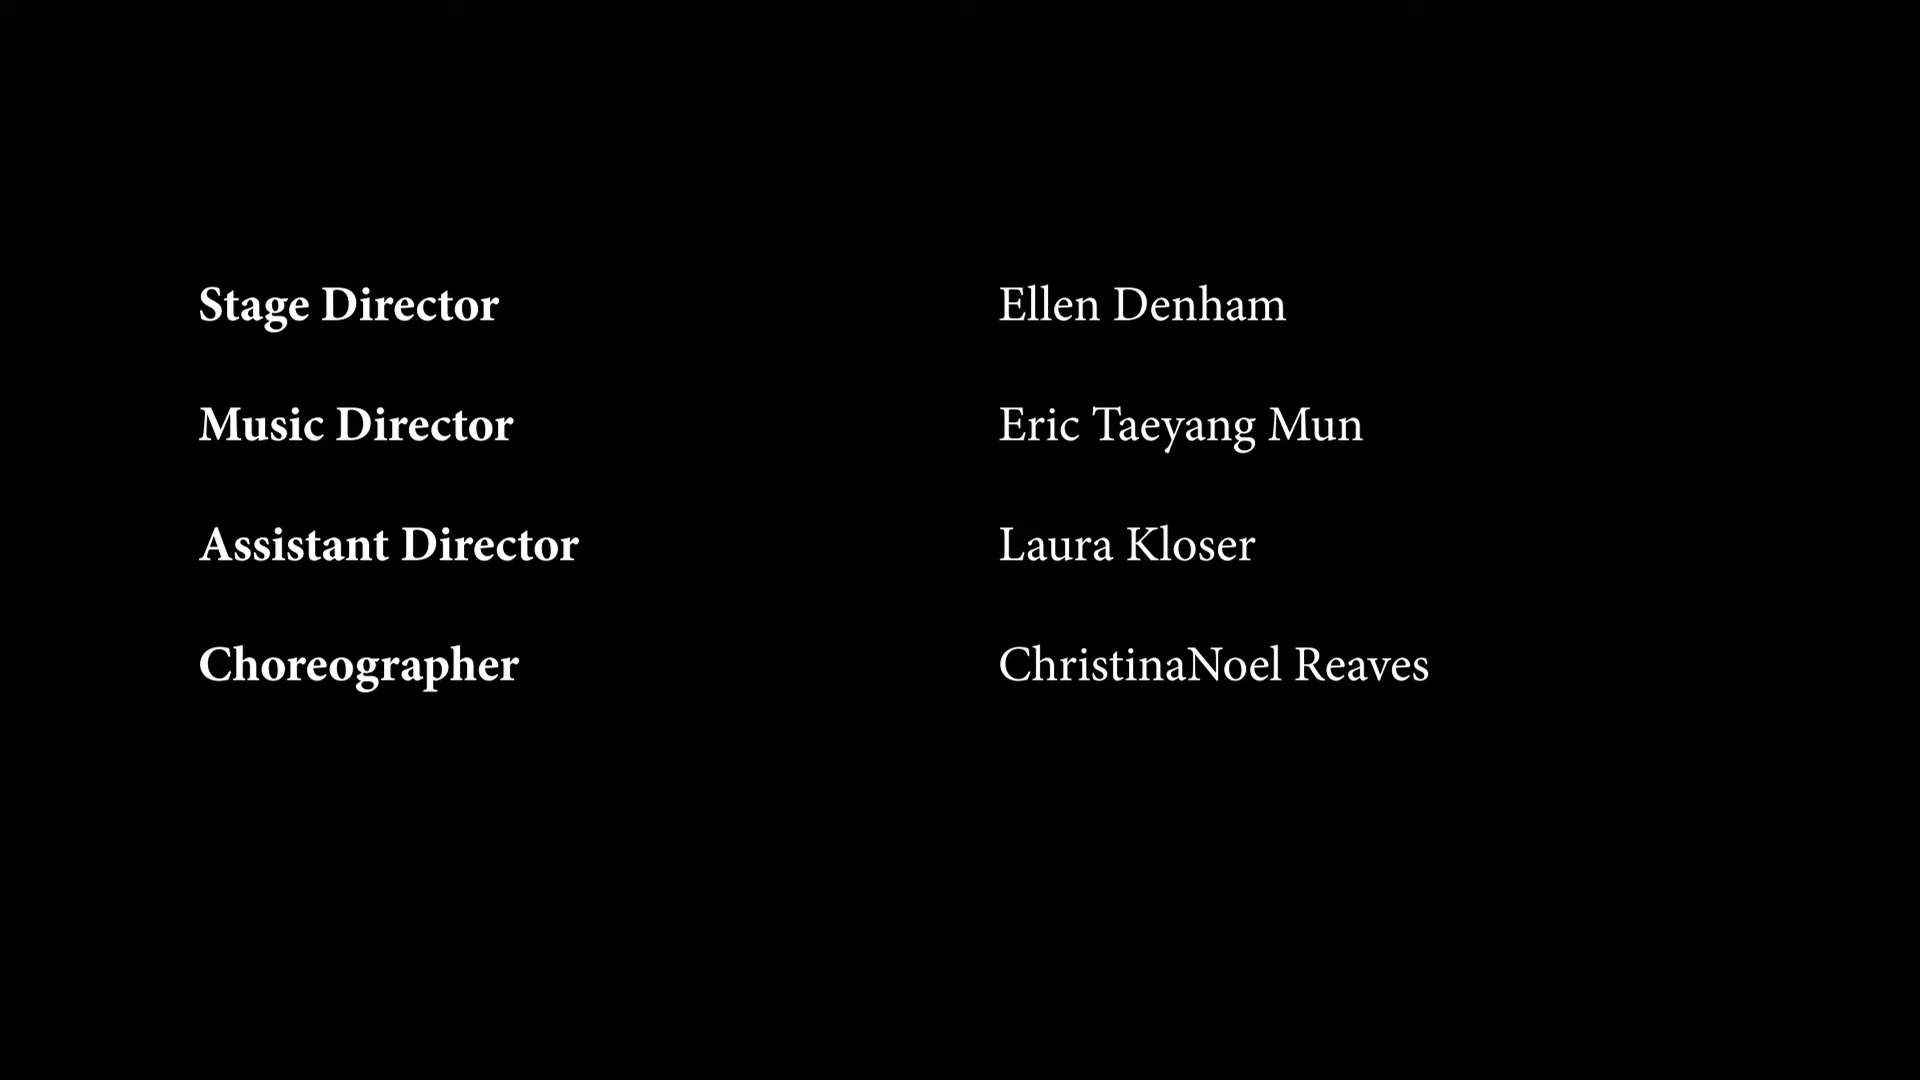 Stage Director Ellen Denham
Music Director Eric Taeyang Mun
Assistant Director Laura Kloser
Choreographer ChristinaNoel Reaves